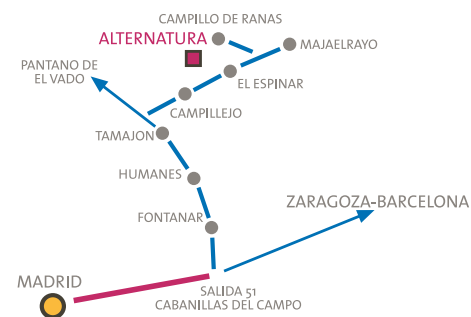 CAMPILLO DE RANAS
ALTERNATURA
MAJAELRAYO
PANTANO DE
EL VADO
EL ESPINAR
CAMPILLEJO
TAMAJON
HUMANES
ZARAGOZA-BARCELONA
FONTANAR
MADRID
SALIDA 51
CABANILLAS DEL CAMPO